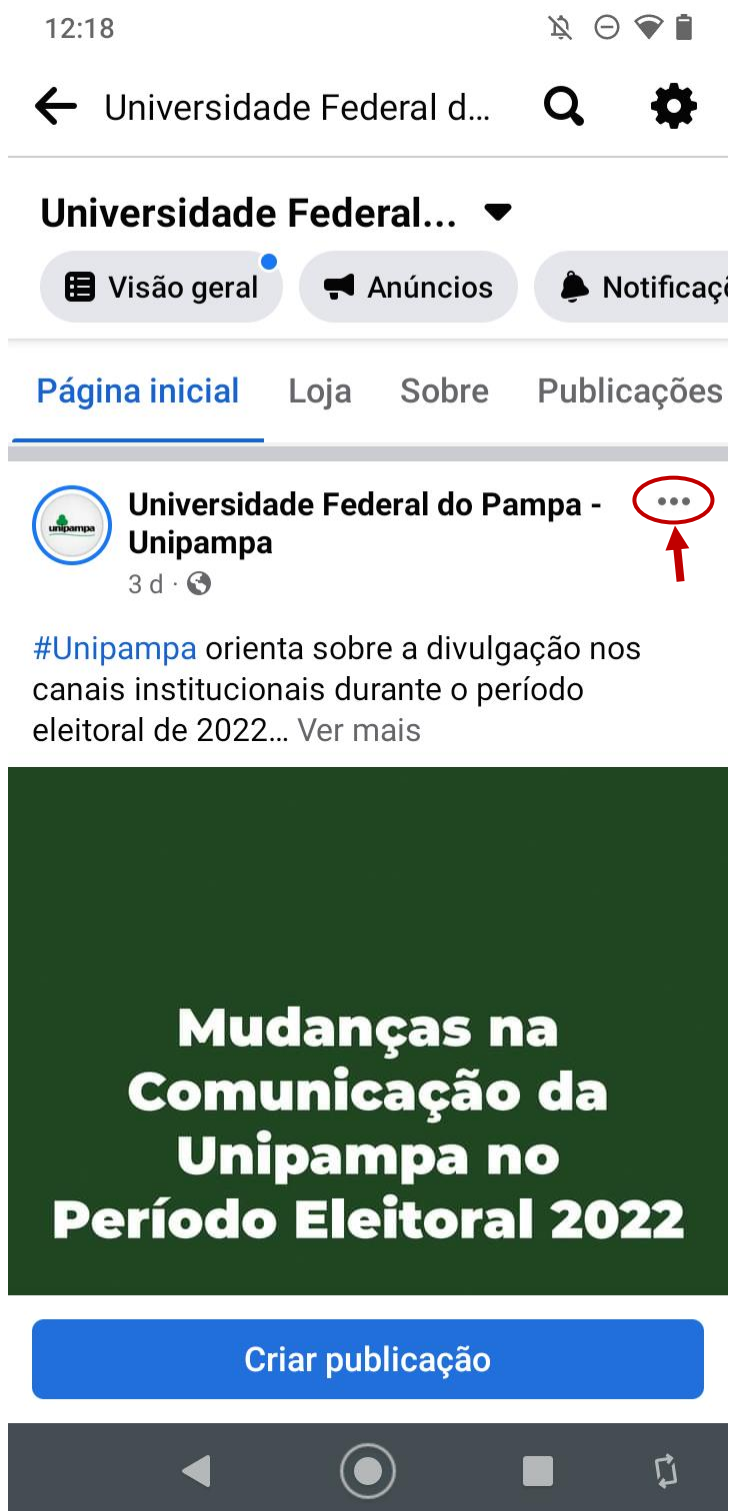 12:18
Universidade Federal d...
Universidade Federal...
Visão geral
Anúncios
Notificaçõ
Página inicial
Loja
Sobre
Publicações
unipampa
Universidade Federal do Pampa -
Unipampa
3 d ·
#Unipampa orienta sobre a divulgação nos
canais institucionais durante o período
eleitoral de 2022... Ver mais
Mudanças na
Comunicação da
Unipampa no
Período Eleitoral 2022
Criar publicação